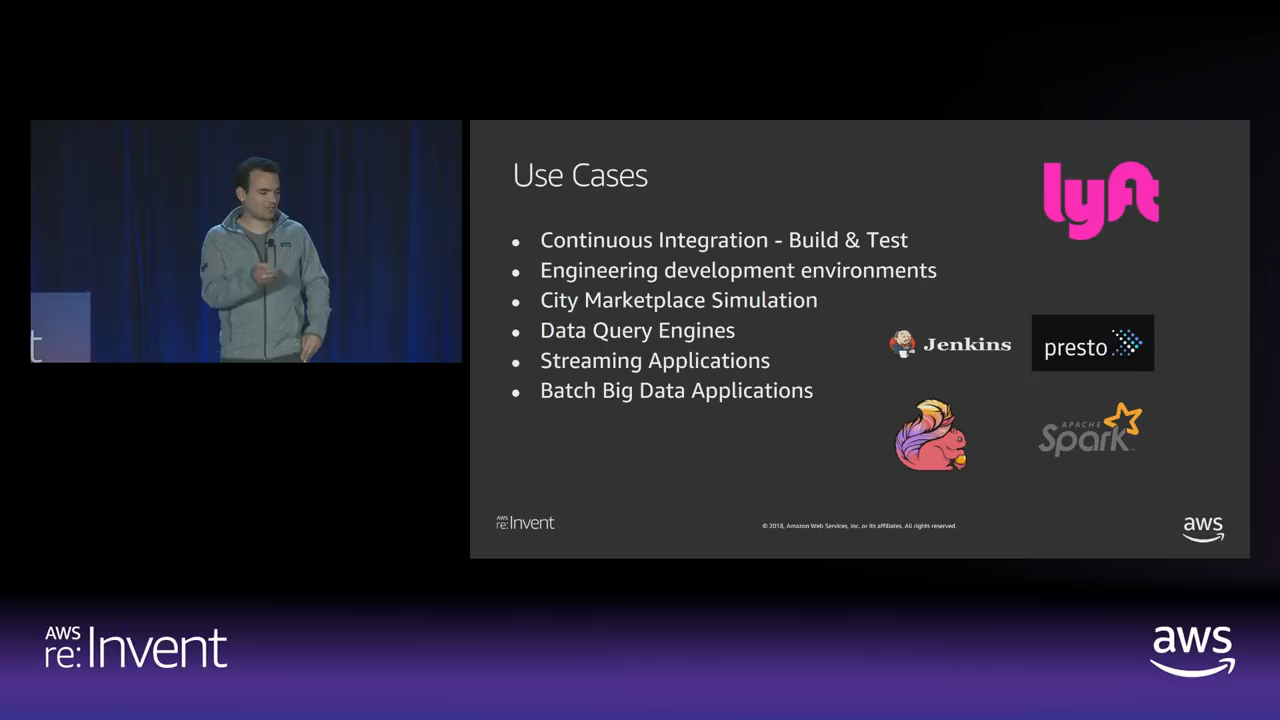 Use Cases
lyft
● Continuous Integration - Build & Test
● Engineering development environments
● City Marketplace Simulation
● Data Query Engines
● Streaming Applications
● Batch Big Data Applications
Jenkins
presto
APACHE
Spark
AWS
re:Invent
© 2018, Amazon Web Services, Inc. or its affiliates. All rights reserved.
aws
t
AWS
re:Invent
aws